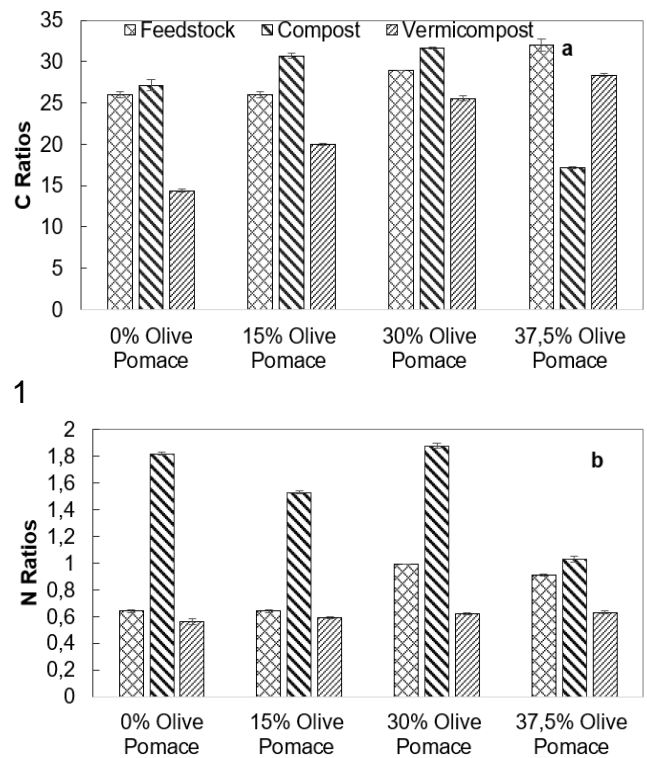 35
Feedstock Compost Vermicompost
a
30
25
20
15
10
5
0
C Ratios
0% Olive Pomace
15% Olive Pomace
30% Olive Pomace
37,5% Olive Pomace
1
2
1,8
b
1,6
1,4
1,2
1
0,8
0,6
0,4
0,2
0
N Ratios
0% Olive Pomace
15% Olive Pomace
30% Olive Pomace
37,5% Olive Pomace